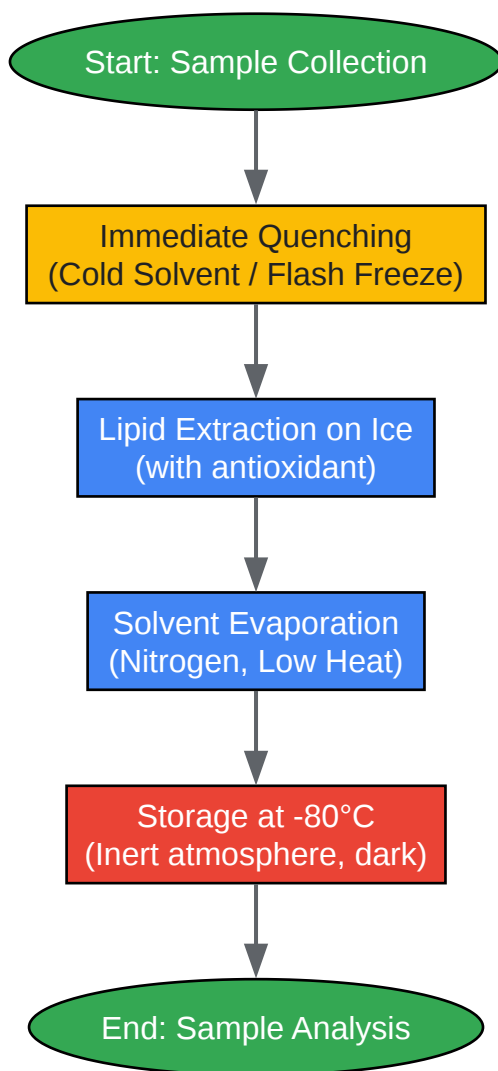 Start: Sample Collection
Immediate Quenching
(Cold Solvent / Flash Freeze)
Lipid Extraction on Ice
(with antioxidant)
Solvent Evaporation
(Nitrogen, Low Heat)
Storage at -80°C
(Inert atmosphere, dark)
End: Sample Analysis